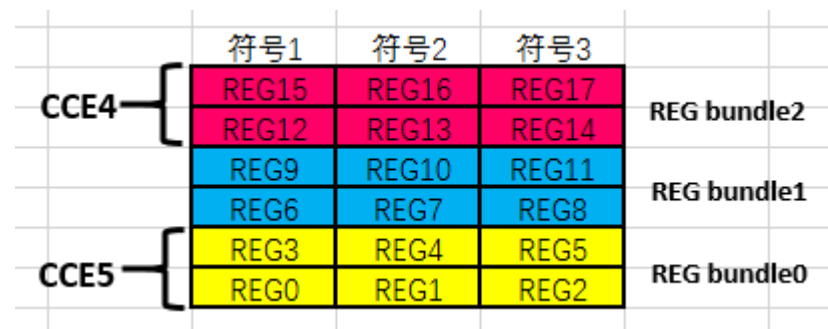 符号1 符号2 符号3
CCE4 REG15 REG16 REG17 REG bundle2
REG12 REG13 REG14
REG9 REG10 REG11 REG bundle1
REG6 REG7 REG8
CCE5 REG3 REG4 REG5 REG bundle0
REG0 REG1 REG2